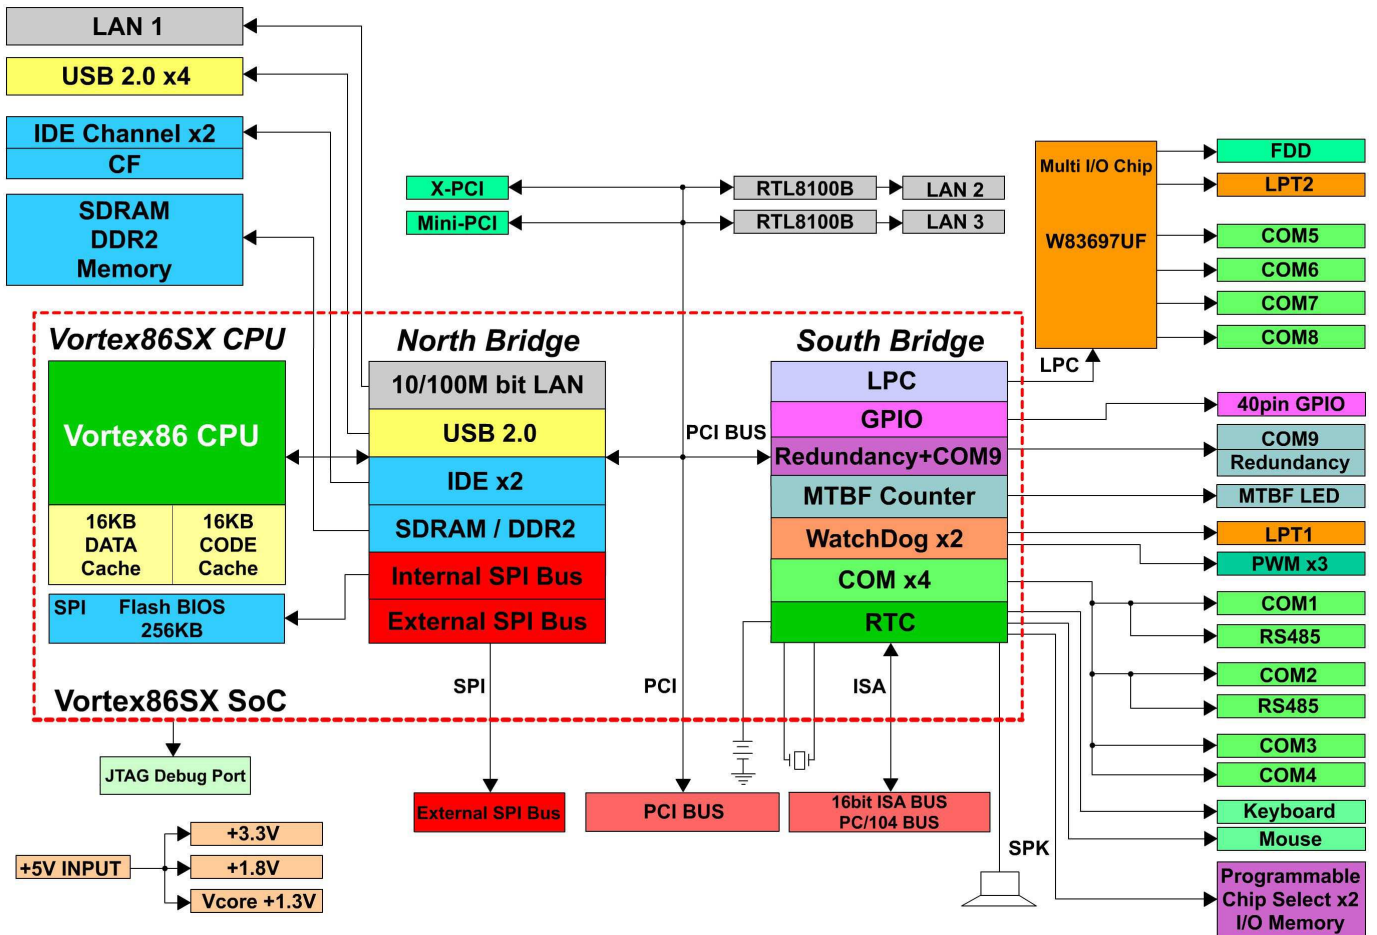 LAN 1
USB 2.0 x4
IDE Channel x2
CF
SDRAM
DDR2
Memory
X-PCI
Mini-PCI
RTL8100B
LAN 2
RTL8100B
LAN 3
Multi I/O Chip
W83697UF
LPC
FDD
LPT2
COM5
COM6
COM7
COM8
Vortex86SX CPU
Vortex86 CPU
16KB
DATA
Cache
16KB
CODE
Cache
SPI
Flash BIOS
256KB
Vortex86SX SoC
North Bridge
10/100M bit LAN
USB 2.0
IDE x2
SDRAM / DDR2
Internal SPI Bus
External SPI Bus
PCI BUS
South Bridge
LPC
GPIO
Redundancy+COM9
MTBF Counter
WatchDog x2
COM x4
RTC
40pin GPIO
COM9
Redundancy
MTBF LED
LPT1
PWM x3
COM1
RS485
COM2
RS485
COM3
COM4
Keyboard
Mouse
Programmable
Chip Select x2
I/O Memory
SPI
PCI
ISA
SPK
JTAG Debug Port
External SPI Bus
PCI BUS
16bit ISA BUS
PC/104 BUS
+5V INPUT
+3.3V
+1.8V
Vcore +1.3V